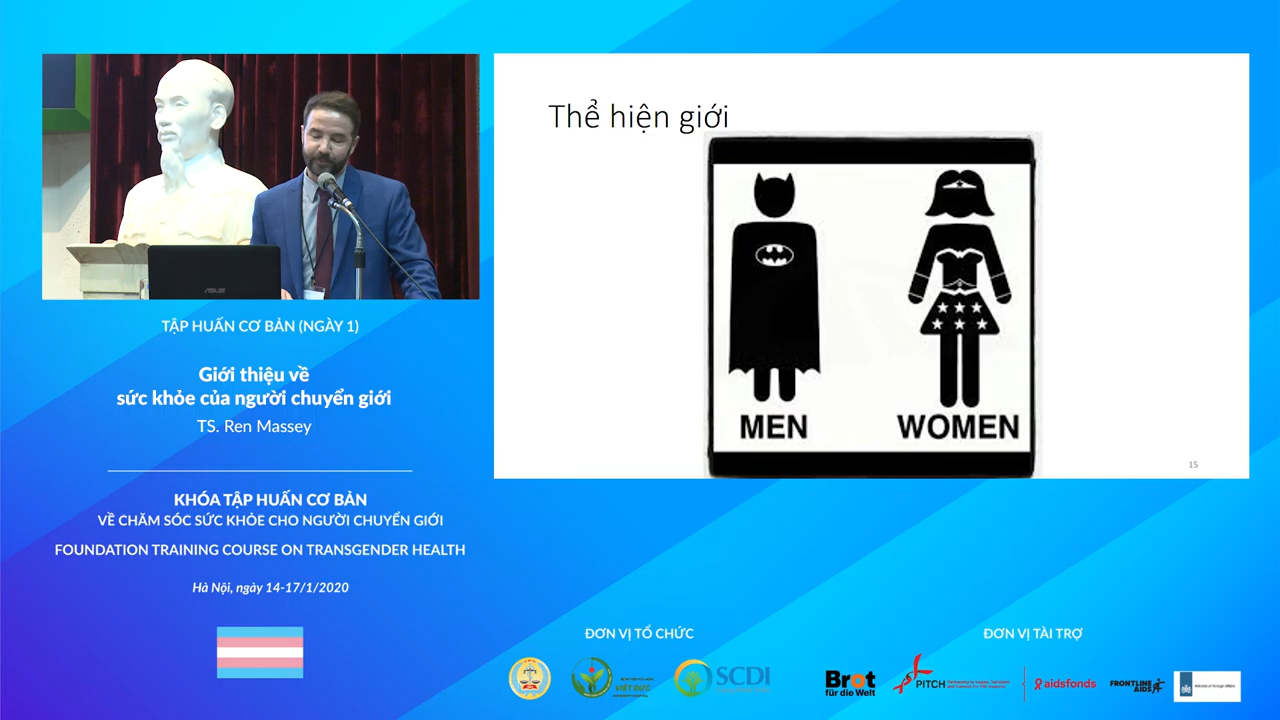 ASUS
TẬP HUẤN CƠ BẢN (NGÀY 1)
Giới thiệu về
sức khỏe của người chuyển giới
TS. Ren Massey
KHÓA TẬP HUẤN CƠ BẢN
VỀ CHĂM SÓC SỨC KHỎE CHO NGƯỜI CHUYỂN GIỚI
FOUNDATION TRAINING COURSE ON TRANSGENDER HEALTH
Hà Nội, ngày 14-17/1/2020
Thể hiện giới
MEN WOMEN
15
ĐƠN VỊ TỔ CHỨC
VIỆT ĐỨC
SCDI
ĐƠN VỊ TÀI TRỢ
Brot
für die Welt
PITCH
aidsfonds
FRONTLINE
AIDS